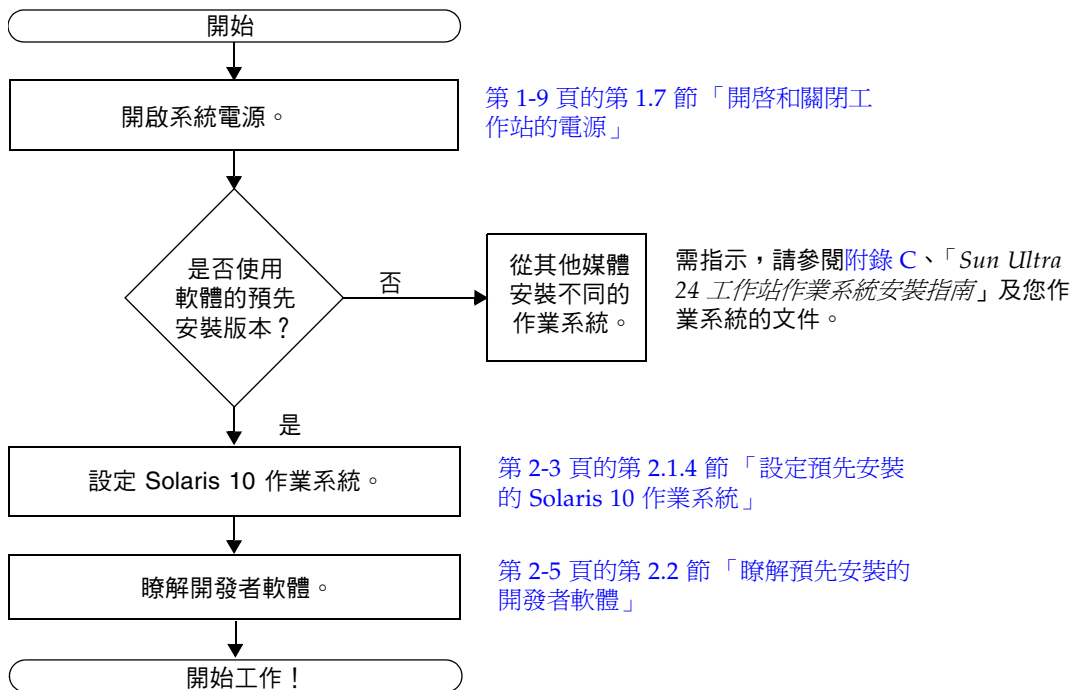 開始
開啟系統電源。
第 1-9 頁的第 1.7 節「開啓和關閉工
作站的電源」
是否使用
軟體的預先
安裝版本？
否
從其他媒體
安裝不同的
作業系統。
需指示，請參閱附錄 C、「Sun Ultra
24 工作站作業系統安裝指南」及您作
業系統的文件。
是
設定 Solaris 10 作業系統。
第 2-3 頁的第 2.1.4 節「設定預先安裝
的 Solaris 10 作業系統」
瞭解開發者軟體。
第 2-5 頁的第 2.2 節「瞭解預先安裝的
開發者軟體」
開始工作！